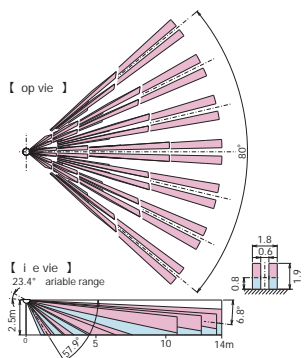 【 op vie 】
80°
【 i e vie 】
23.4° ariable range
2.5m
57.9°
6.8°
0 5 10 14m
1.8
0.6
0.8
1.9